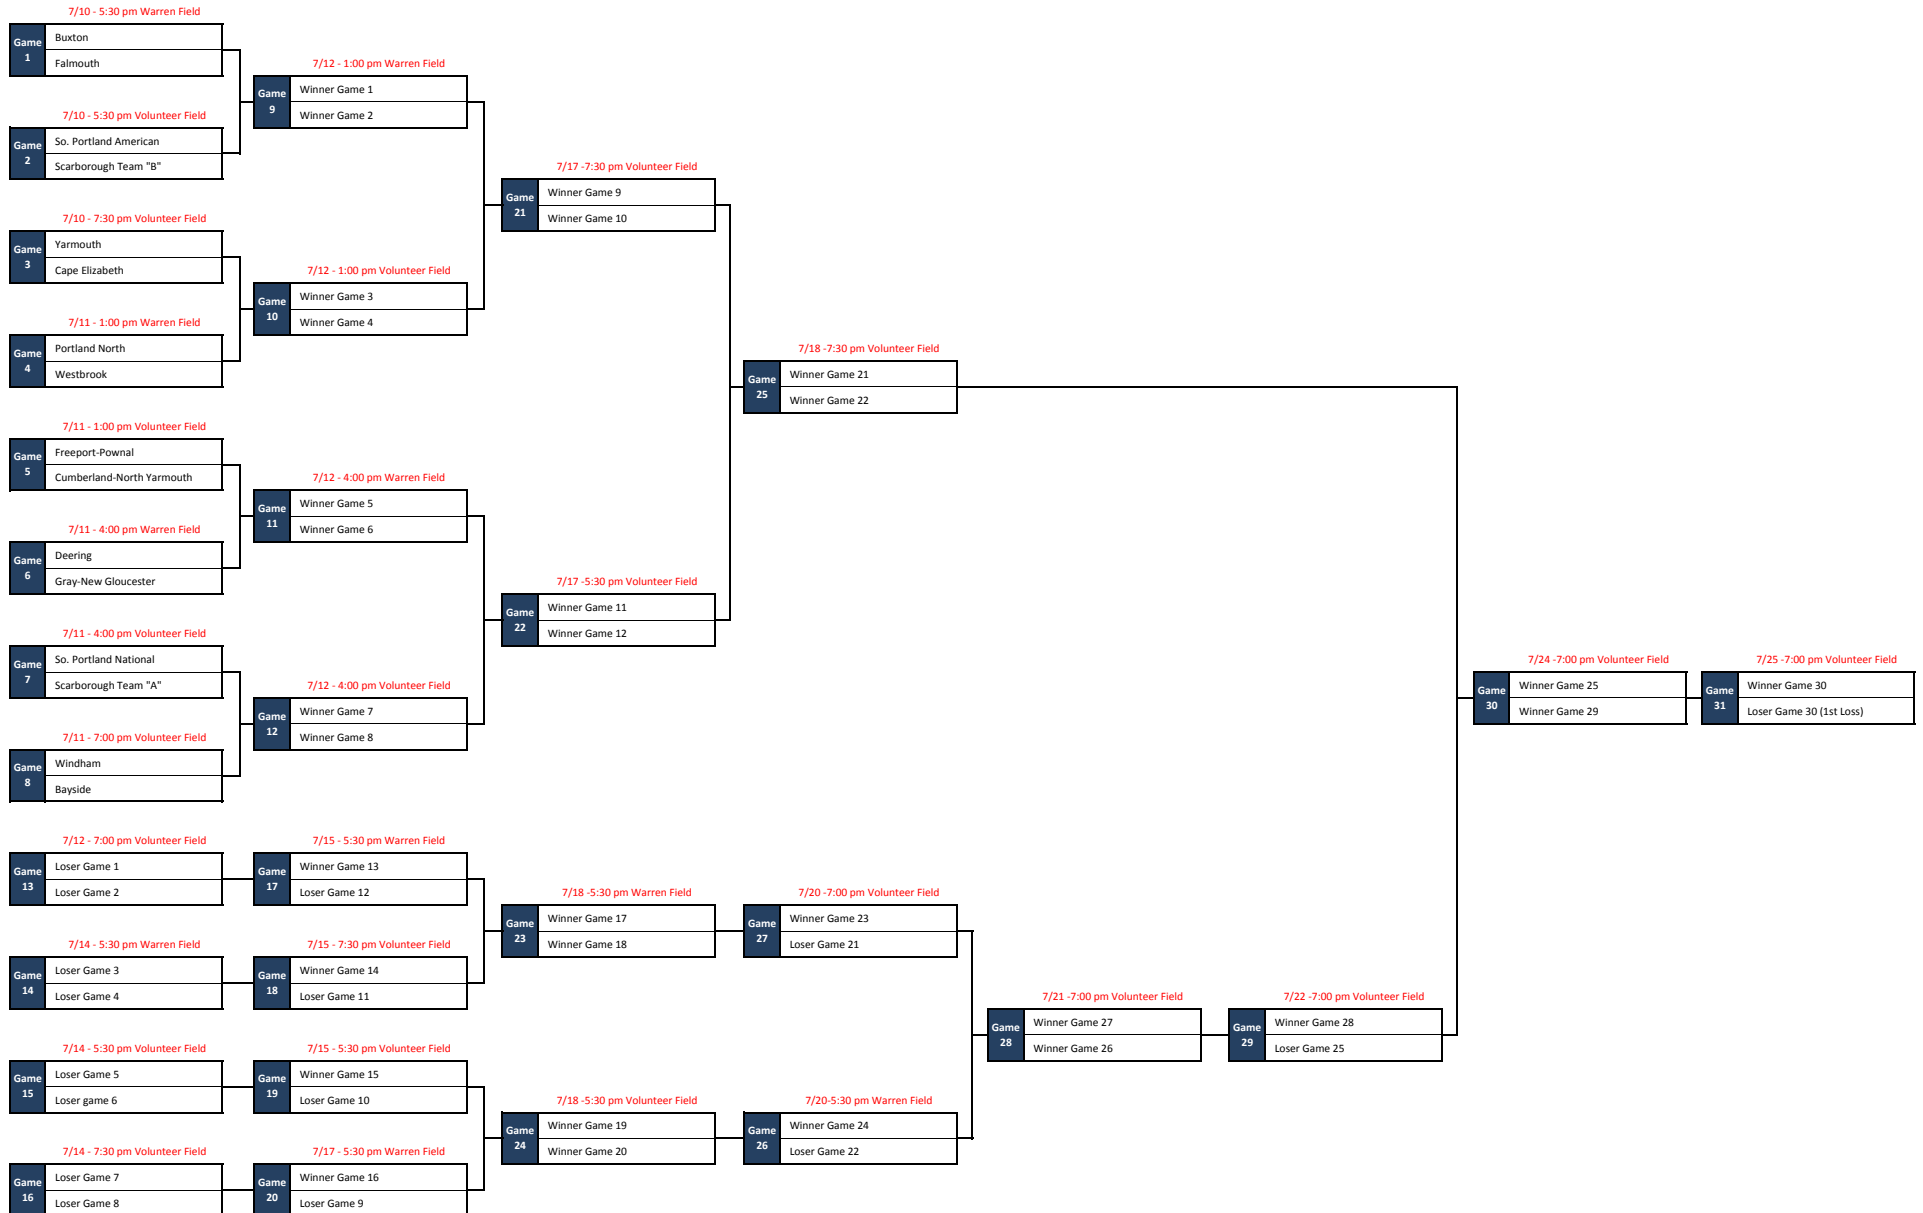 7/10 - 5:30 pm Warren Field
Game 1
Buxton
Falmouth
7/10 - 5:30 pm Volunteer Field
Game 2
So. Portland American
Scarborough Team "B"
7/10 - 7:30 pm Volunteer Field
Game 3
Yarmouth
Cape Elizabeth
7/11 - 1:00 pm Warren Field
Game 4
Portland North
Westbrook
7/11 - 1:00 pm Volunteer Field
Game 5
Freeport-Pownal
Cumberland-North Yarmouth
7/11 - 4:00 pm Warren Field
Game 6
Deering
Gray-New Gloucester
7/11 - 4:00 pm Volunteer Field
Game 7
So. Portland National
Scarborough Team "A"
7/11 - 7:00 pm Volunteer Field
Game 8
Windham
Bayside
7/12 - 1:00 pm Warren Field
Game 9
Winner Game 1
Winner Game 2
7/12 - 1:00 pm Volunteer Field
Game 10
Winner Game 3
Winner Game 4
7/12 - 4:00 pm Warren Field
Game 11
Winner Game 5
Winner Game 6
7/12 - 4:00 pm Volunteer Field
Game 12
Winner Game 7
Winner Game 8
7/17 -7:30 pm Volunteer Field
Game 21
Winner Game 9
Winner Game 10
7/17 -5:30 pm Volunteer Field
Game 22
Winner Game 11
Winner Game 12
7/18 -7:30 pm Volunteer Field
Game 25
Winner Game 21
Winner Game 22
7/24 -7:00 pm Volunteer Field
Game 30
Winner Game 25
Winner Game 29
7/25 -7:00 pm Volunteer Field
Game 31
Winner Game 30
Loser Game 30 (1st Loss)
7/12 - 7:00 pm Volunteer Field
Game 13
Loser Game 1
Loser Game 2
7/14 - 5:30 pm Warren Field
Game 14
Loser Game 3
Loser Game 4
7/14 - 5:30 pm Volunteer Field
Game 15
Loser Game 5
Loser game 6
7/14 - 7:30 pm Volunteer Field
Game 16
Loser Game 7
Loser Game 8
7/15 - 5:30 pm Warren Field
Game 17
Winner Game 13
Loser Game 12
7/15 - 7:30 pm Volunteer Field
Game 18
Winner Game 14
Loser Game 11
7/15 - 5:30 pm Volunteer Field
Game 19
Winner Game 15
Loser Game 10
7/17 - 5:30 pm Warren Field
Game 20
Winner Game 16
Loser Game 9
7/18 -5:30 pm Warren Field
Game 23
Winner Game 17
Winner Game 18
7/18 -5:30 pm Volunteer Field
Game 24
Winner Game 19
Winner Game 20
7/20 -7:00 pm Volunteer Field
Game 27
Winner Game 23
Loser Game 21
7/20-5:30 pm Warren Field
Game 26
Winner Game 24
Loser Game 22
7/21 -7:00 pm Volunteer Field
Game 28
Winner Game 27
Winner Game 26
7/22 -7:00 pm Volunteer Field
Game 29
Winner Game 28
Loser Game 25